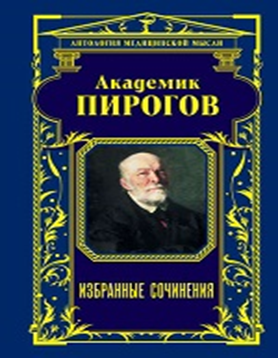 АНТОЛОГИЯ МЕДИЦИНСКОЙ МЫСЛИ
Академик
ПИРОГОВ
ИЗБРАННЫЕ СОЧИНЕНИЯ